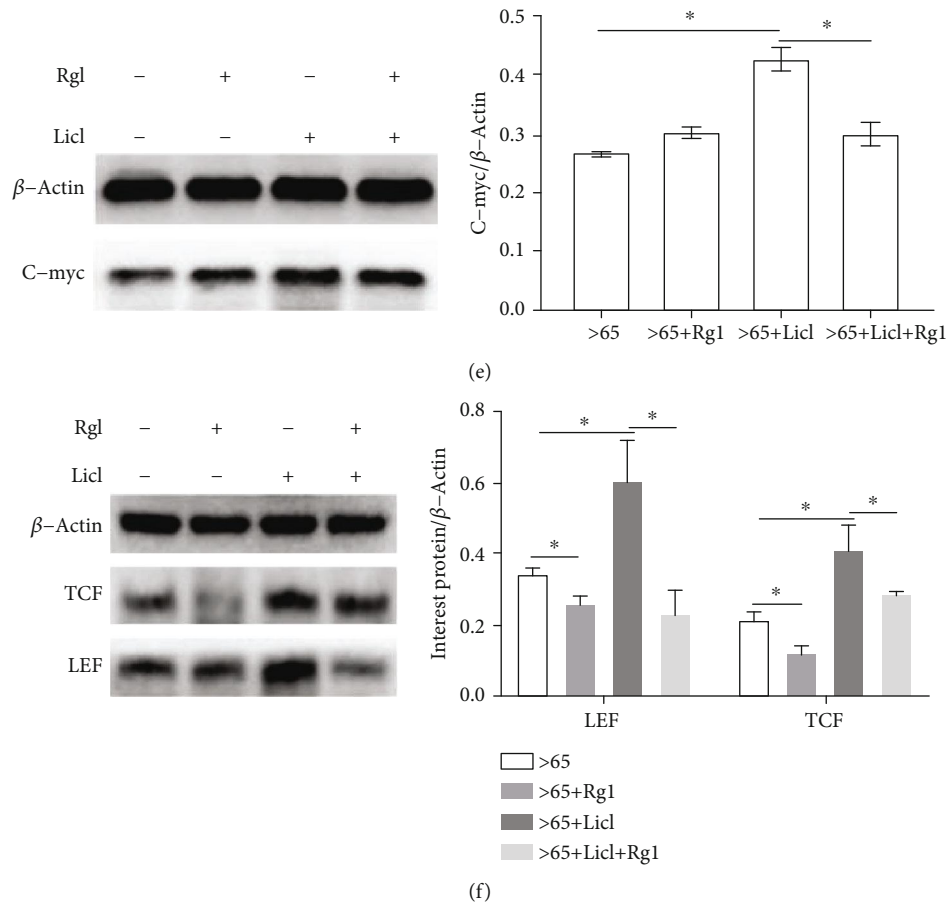 Rgl − + − +
Licl − − + +
β−Actin
C−myc
C−myc/β−Actin
0.5
0.4
0.3
0.2
0.1
0.0
* *
>65 >65+Rg1 >65+Licl >65+Licl+Rg1
(e)
Rgl − + − +
Licl − − + +
β−Actin
TCF
LEF
Interest protein/β−Actin
0.8
0.6
0.4
0.2
0.0
* * * * * *
LEF TCF
>65
>65+Rg1
>65+Licl
>65+Licl+Rg1
(f)